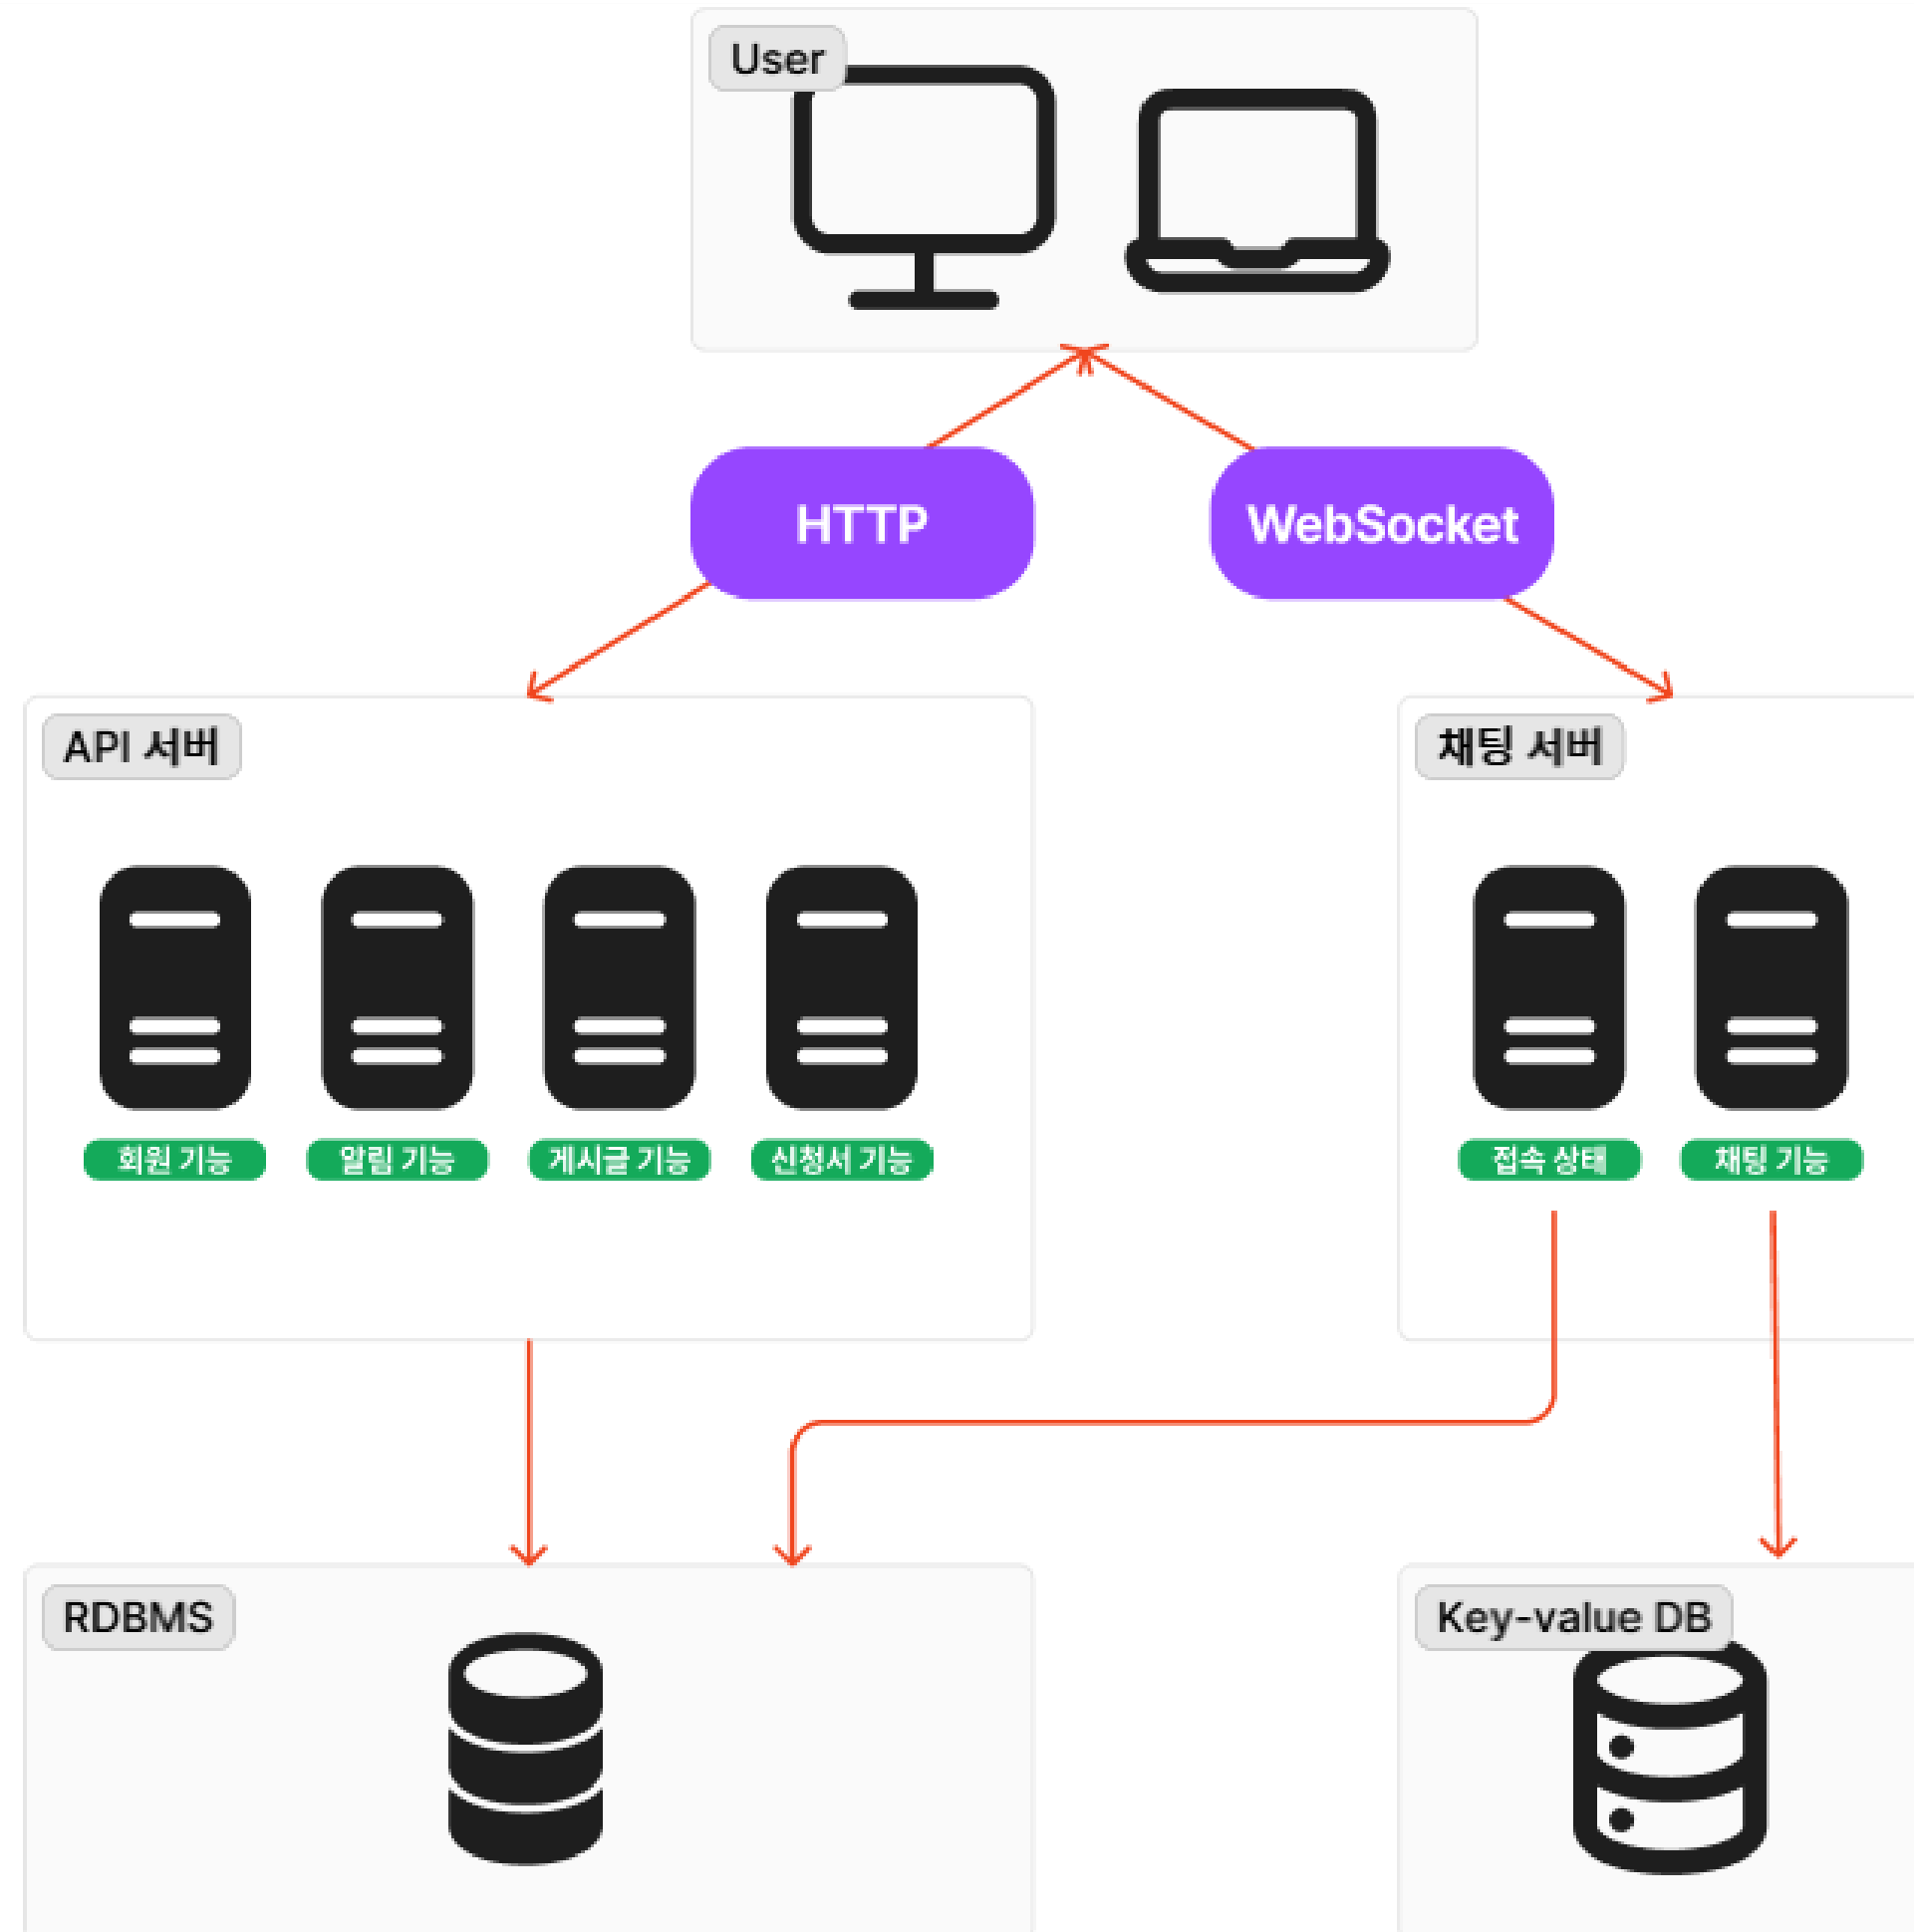 User
HTTP
WebSocket
API 서버
채팅 서버
회원 기능
알림 기능
게시글 기능
신청서 기능
접속 상태
채팅 기능
RDBMS
Key-value DB